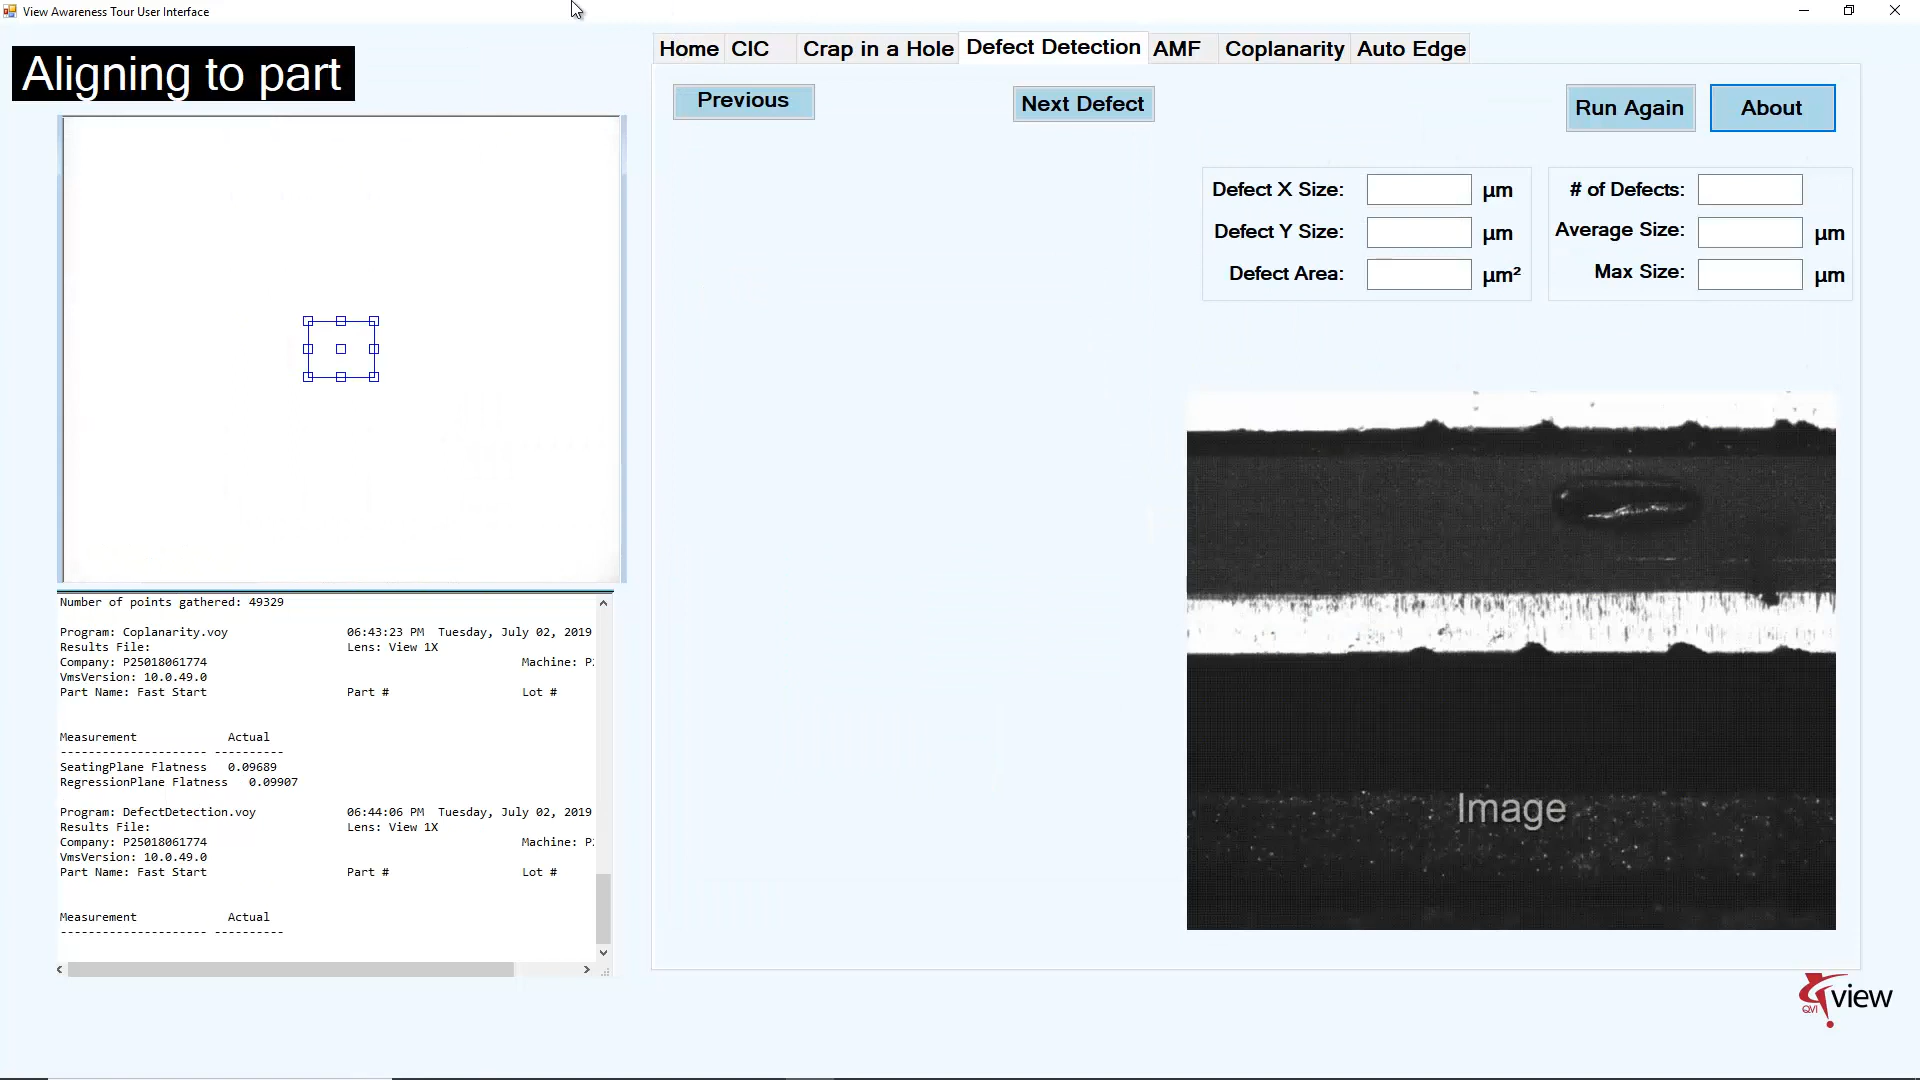 View Awareness Tour User Interface
Aligning to part
Home CIC Crap in a Hole Defect Detection AMF Coplanarity Auto Edge
Previous Next Defect Run Again About
Defect X Size: µm
Defect Y Size: µm
Defect Area: µm²
# of Defects:
Average Size: µm
Max Size: µm
Number of points gathered: 49329
Program: Coplanarity.voy 06:43:23 PM Tuesday, July 02, 2019
Results File: Lens: View 1X
Company: P25018061774 Machine: P
VmsVersion: 10.0.49.0
Part Name: Fast Start Part # Lot #
Measurement Actual
--------------------- ----------
SeatingPlane Flatness 0.09689
RegressionPlane Flatness 0.09907
Program: DefectDetection.voy 06:44:06 PM Tuesday, July 02, 2019
Results File: Lens: View 1X
Company: P25018061774 Machine: P
VmsVersion: 10.0.49.0
Part Name: Fast Start Part # Lot #
Measurement Actual
--------------------- ----------
Image
QVI view